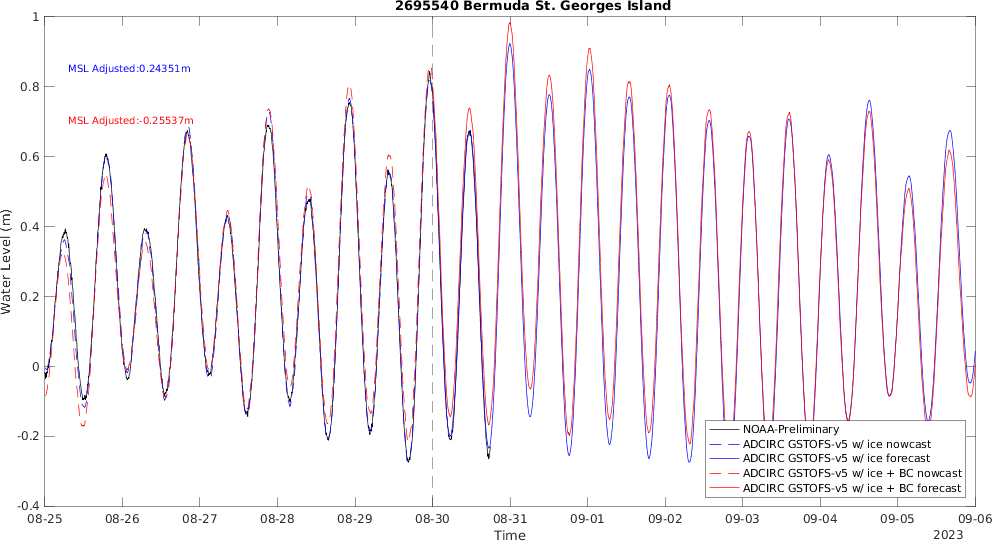 2695540 Bermuda St. Georges Island
MSL Adjusted:0.24351m
MSL Adjusted:-0.25537m
Water Level (m)
1
0.8
0.6
0.4
0.2
0
-0.2
-0.4
NOAA-Preliminary
ADCIRC GSTOFS-v5 w/ ice nowcast
ADCIRC GSTOFS-v5 w/ ice forecast
ADCIRC GSTOFS-v5 w/ ice + BC nowcast
ADCIRC GSTOFS-v5 w/ ice + BC forecast
08-25 08-26 08-27 08-28 08-29 08-30 08-31 09-01 09-02 09-03 09-04 09-05 09-06
Time
2023